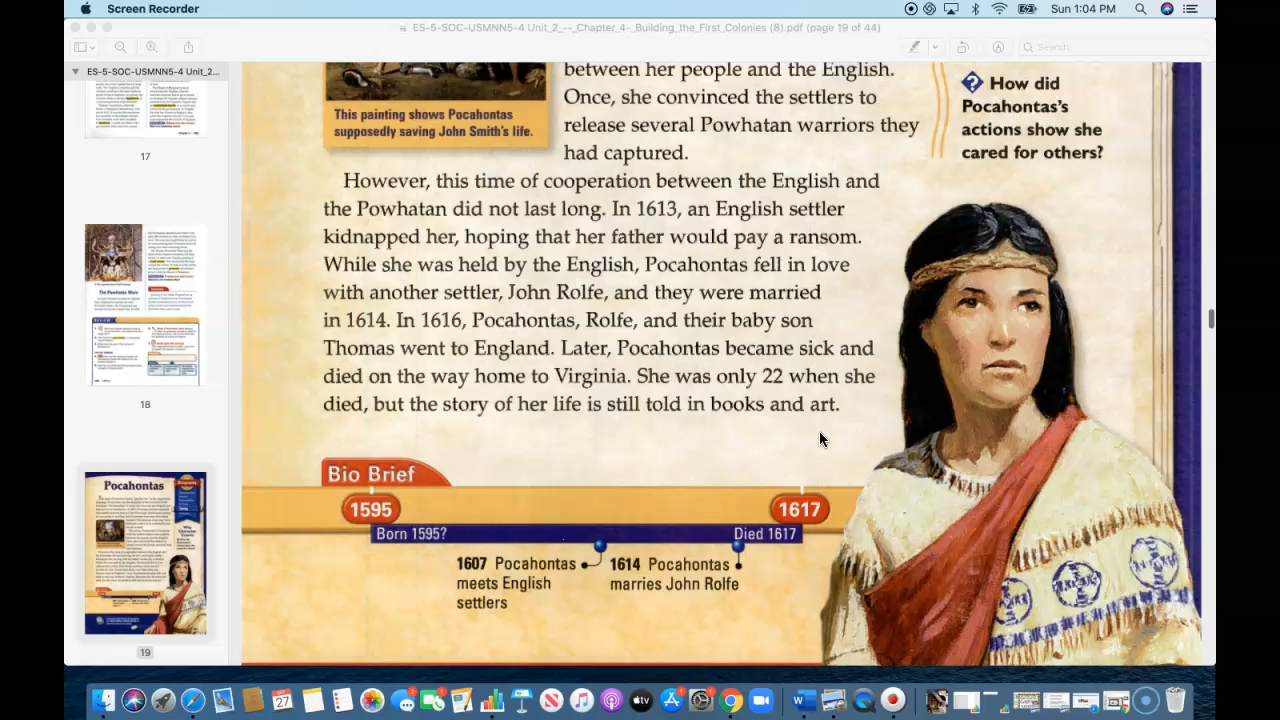 Screen Recorder
Sun 1:04 PM
ES-5-SOC-USMNN5-4 Unit_2_--_Chapter_4-_Building_the_First_Colonies (8).pdf (page 19 of 44)
Search
ES-5-SOC-USMNN5-4 Unit_2...
17
18
Pocahontas
19
between her people and the English.
she convinced the
release several Powhatan warriors they
had captured.
This painting shows Pocahontas
supposedly saving John Smith's life.
However, this time of cooperation between the English and
the Powhatan did not last long. In 1613, an English settler
kidnapped her, hoping that her father would pay a ransom.
she was held by the English, Pocahontas fell in love
with another settler, John Rolfe, and they were married
in 1614. In 1616, Pocahontas, Rolfe, and their baby son
Thomas went to England. Later, Pocahontas became and
died on the way home to Virginia. She was only 22 when she
died, but the story of her life is still told in books and art.
How did
Pocahontas's
actions show she
cared for others?
Bio Brief
1595
1617
Born 1595?
Died 1617
1607 Pocahontas
meets English
settlers
1614 Pocahontas
marries John Rolfe